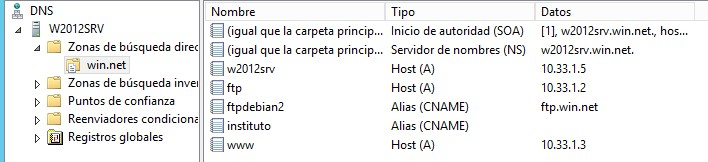 DNS
W2012SRV
Zonas de búsqueda direc
win.net
Zonas de búsqueda inver
Puntos de confianza
Reenviadores condiciona
Registros globales
Nombre Tipo Datos
(igual que la carpeta princip... Inicio de autoridad (SOA) [1], w2012srv.win.net., hos...
(igual que la carpeta princip... Servidor de nombres (NS) w2012srv.win.net.
w2012srv Host (A) 10.33.1.5
ftp Host (A) 10.33.1.2
ftpdebian2 Alias (CNAME) ftp.win.net
instituto Alias (CNAME)
www Host (A) 10.33.1.3